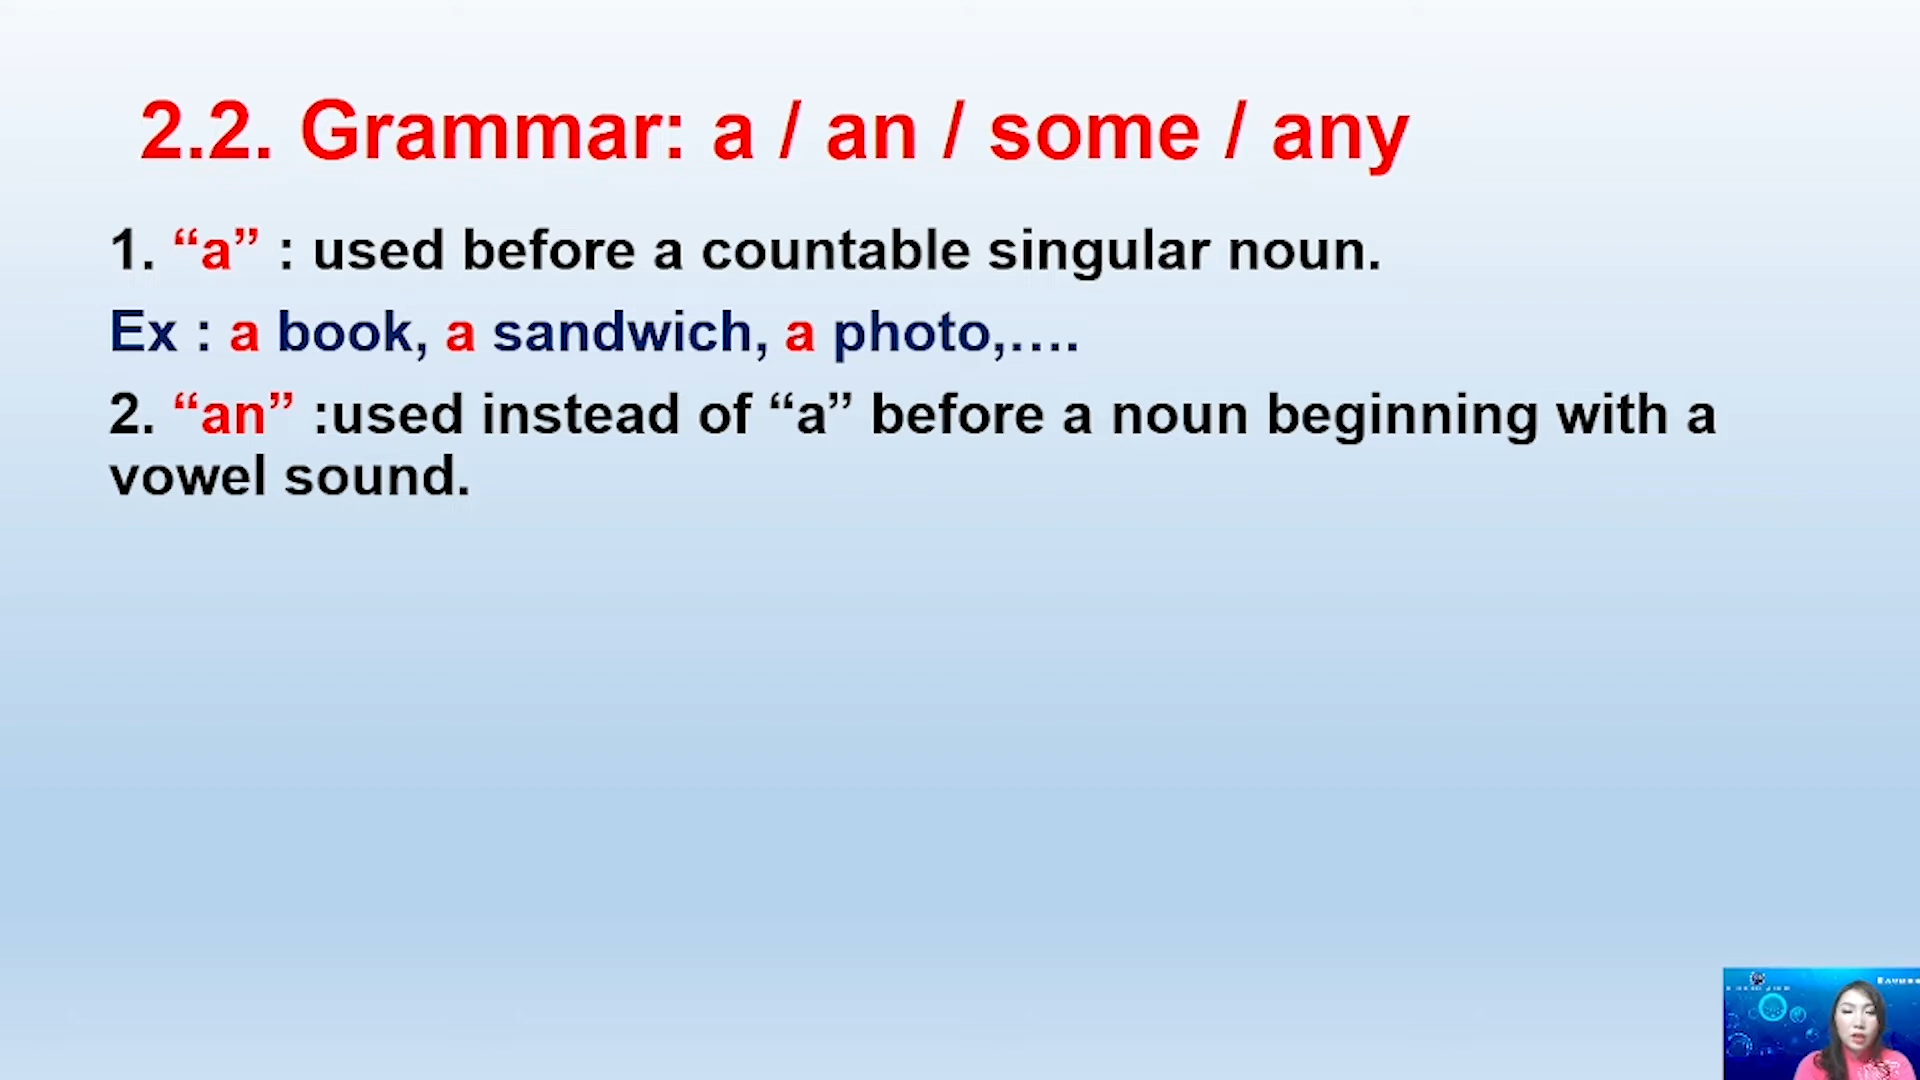 2.2. Grammar: a / an / some / any
1. “a” : used before a countable singular noun.
Ex : a book, a sandwich, a photo,....
2. “an” :used instead of “a” before a noun beginning with a
vowel sound.